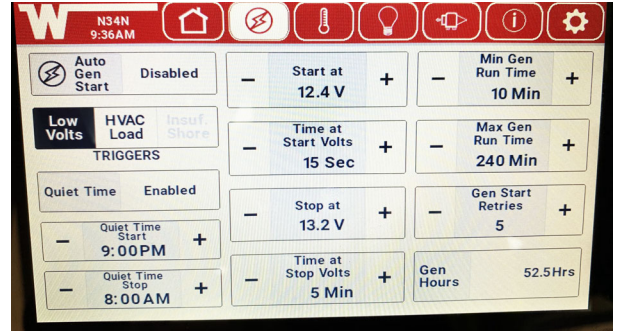 W
N34N
9:36AM
Auto
Gen
Start
Disabled
Low
Volts
HVAC
Load
Insuf.
Shore
TRIGGERS
Quiet Time
Enabled
Quiet Time
Start
9:00PM
Quiet Time
Stop
8:00AM
Start at
12.4 V
Time at
Start Volts
15 Sec
Stop at
13.2 V
Time at
Stop Volts
5 Min
Min Gen
Run Time
10 Min
Max Gen
Run Time
240 Min
Gen Start
Retries
5
Gen
Hours
52.5Hrs